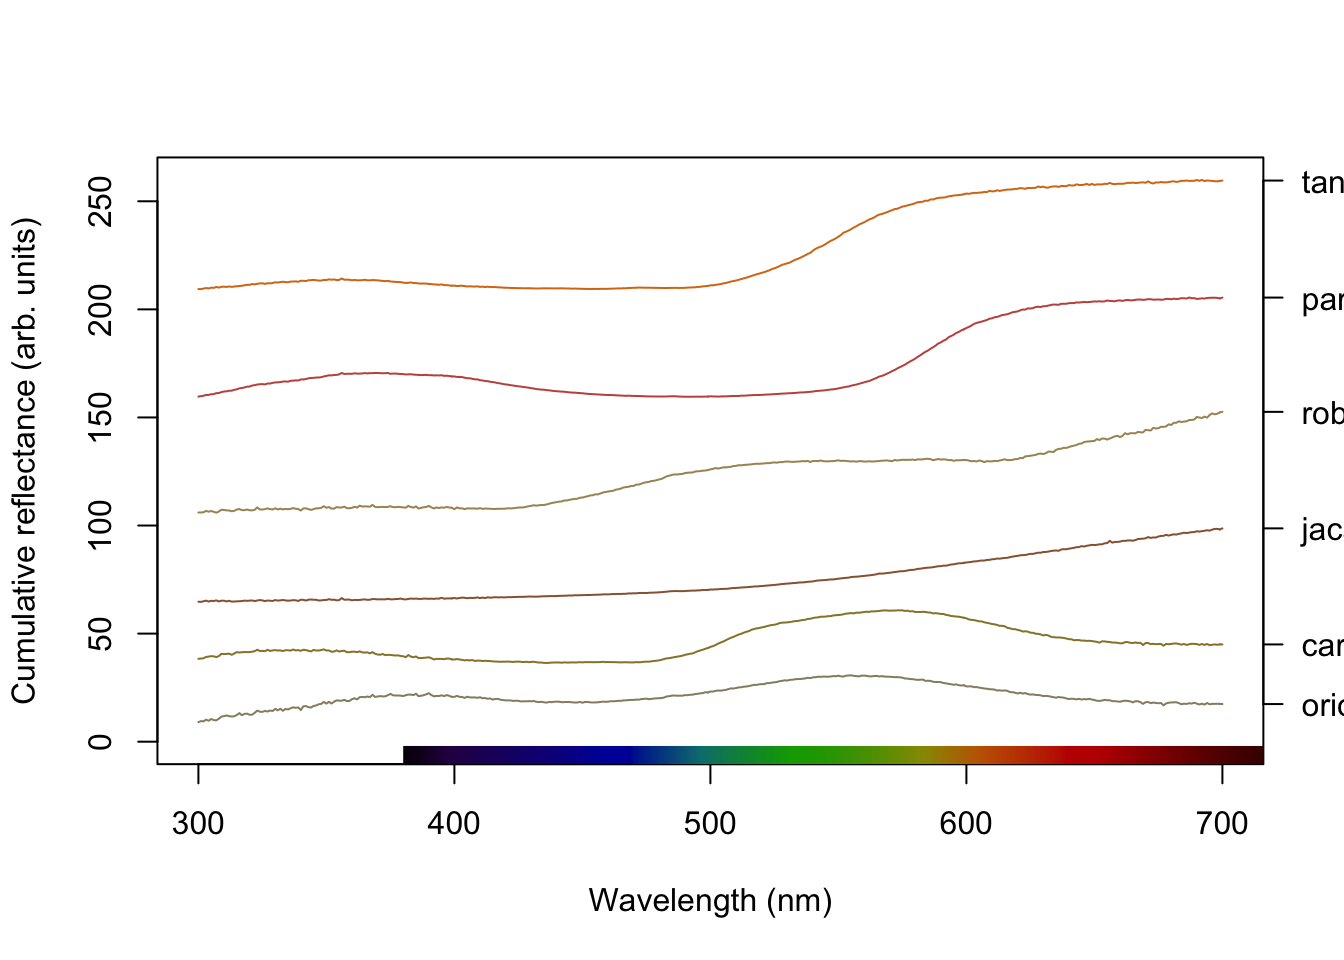 Cumulative reflectance (arb. units)
250
200
150
100
50
0
tan
par
rob
jac
car
orio
300 400 500 600 700
Wavelength (nm)